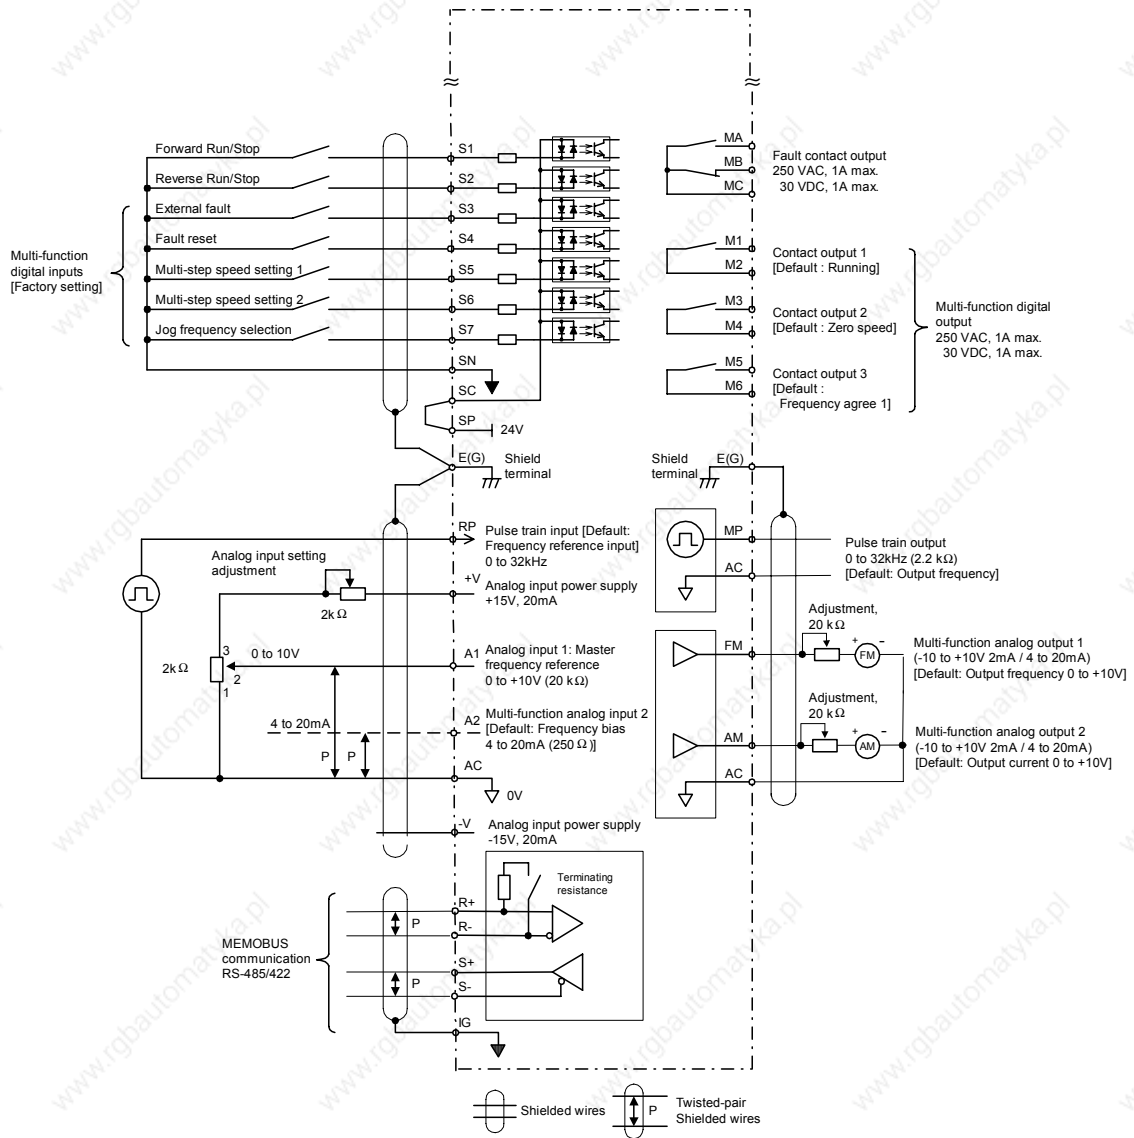 Forward Run/Stop
S1
Reverse Run/Stop
S2
External fault
S3
Fault reset
S4
Multi-step speed setting 1
S5
Multi-step speed setting 2
S6
Jog frequency selection
S7
Multi-function
digital inputs
[Factory setting]
SN
SC
SP
24V
E(G)
Shield
terminal
MA
MB
MC
Fault contact output
250 VAC, 1A max.
30 VDC, 1A max.
M1
M2
Contact output 1
[Default : Running]
M3
M4
Contact output 2
[Default : Zero speed]
M5
M6
Contact output 3
[Default :
Frequency agree 1]
Multi-function digital
output
250 VAC, 1A max.
30 VDC, 1A max.
Shield
terminal
E(G)
RP
Pulse train input [Default:
Frequency reference input]
0 to 32kHz
Analog input setting
adjustment
2kΩ
+V
Analog input power supply
+15V, 20mA
2kΩ
3
2
1
0 to 10V
A1
Analog input 1: Master
frequency reference
0 to +10V (20 kΩ)
4 to 20mA
P
P
A2
Multi-function analog input 2
[Default: Frequency bias
4 to 20mA (250 Ω)]
AC
0V
-V
Analog input power supply
-15V, 20mA
MP
AC
Pulse train output
0 to 32kHz (2.2 kΩ)
[Default: Output frequency]
FM
Adjustment,
20 kΩ
+
−
FM
Multi-function analog output 1
(-10 to +10V 2mA / 4 to 20mA)
[Default: Output frequency 0 to +10V]
AM
Adjustment,
20 kΩ
+
−
AM
Multi-function analog output 2
(-10 to +10V 2mA / 4 to 20mA)
[Default: Output current 0 to +10V]
AC
Terminating
resistance
MEMOBUS
communication
RS-485/422
R+
R-
P
S+
S-
P
IG
Shielded wires
P
Twisted-pair
Shielded wires
www.rgbautomatyka.pl